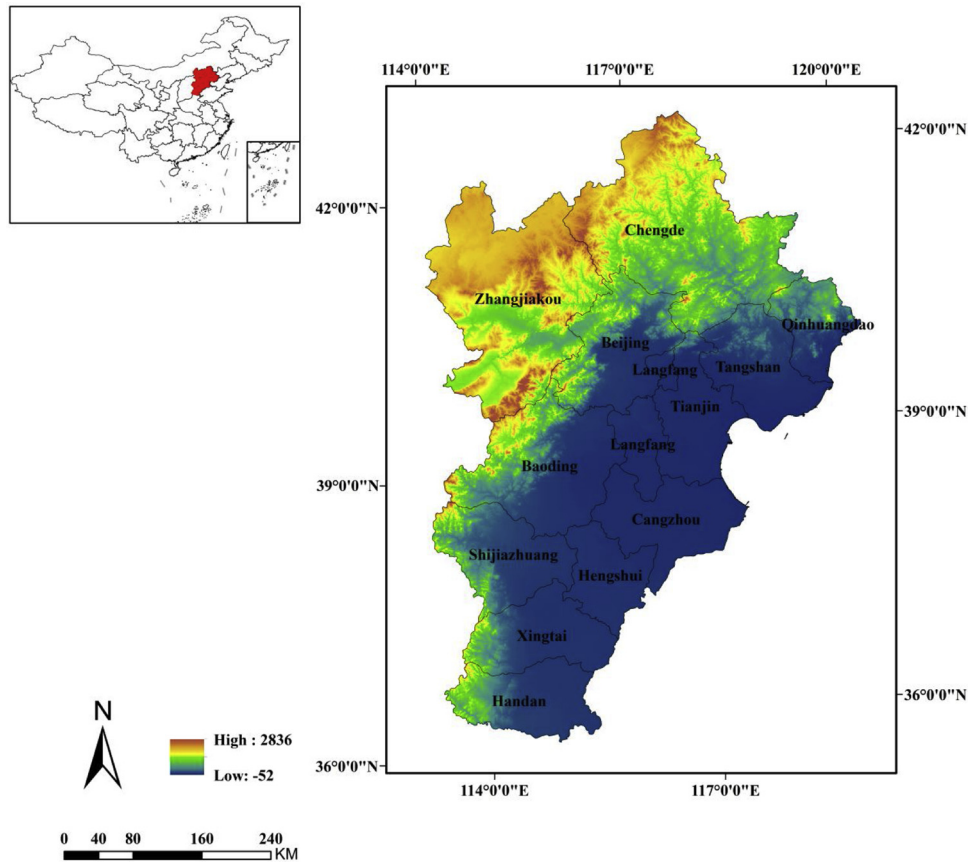 114°0'0"E 117°0'0"E 120°0'0"E
42°0'0"N
42°0'0"N
Chengde
Zhangjiakou
Qinhuangdao
Beijing
Langfang Tangshan
Tianjin
39°0'0"N
Langfang
Baoding
39°0'0"N
Cangzhou
Shijiazhuang
Hengshui
Xingtai
36°0'0"N
Handan
N
High : 2836
Low: -52
36°0'0"N
114°0'0"E 117°0'0"E
0 40 80 160 240
KM